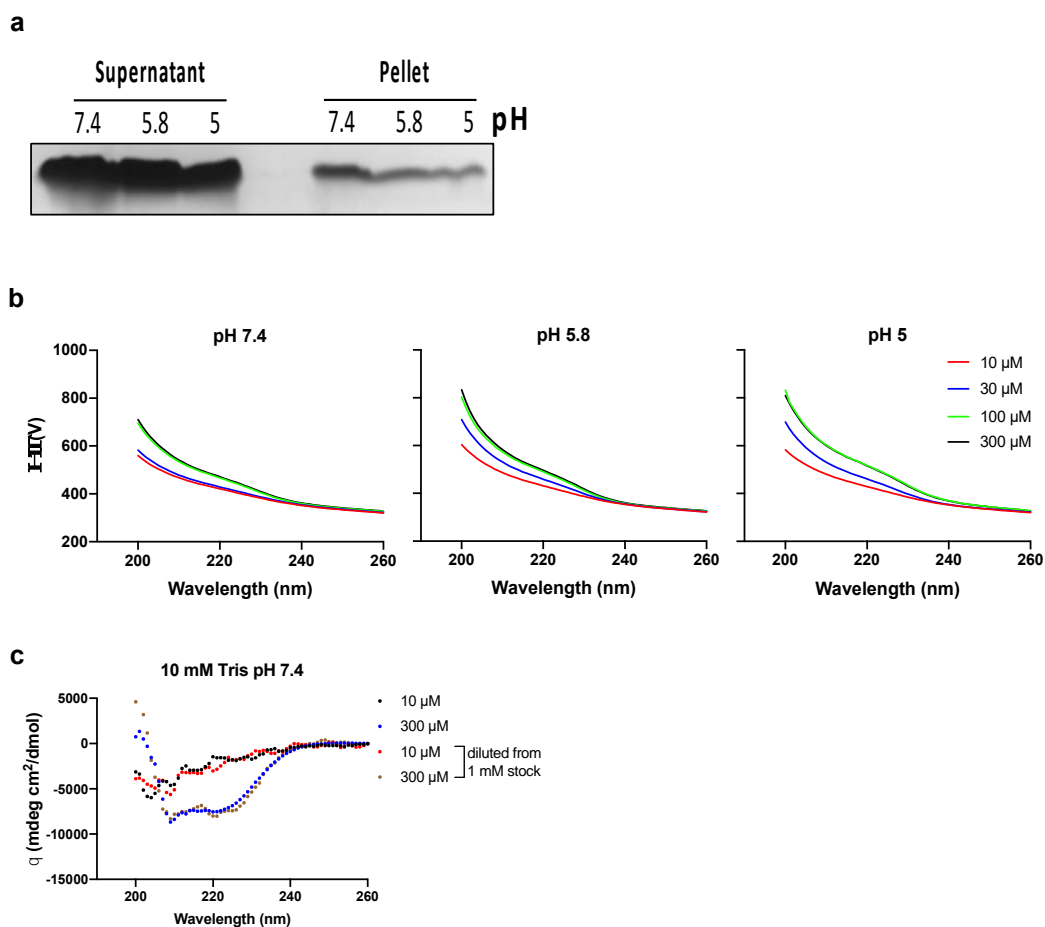 a
Supernatant Pellet
7.4 5.8 5 7.4 5.8 5 pH
b
pH 7.4 pH 5.8 pH 5
1000
800
600
400
200
(V)
200 220 240 260 200 220 240 260 200 220 240 260
Wavelength (nm) Wavelength (nm) Wavelength (nm)
10 µM
30 µM
100 µM
300 µM
c
10 mM Tris pH 7.4
5000
0
-5000
-10000
-15000
q (mdeg cm2/dmol)
200 220 240 260
Wavelength (nm)
10 µM
300 µM
10 µM
300 µM
diluted from
1 mM stock